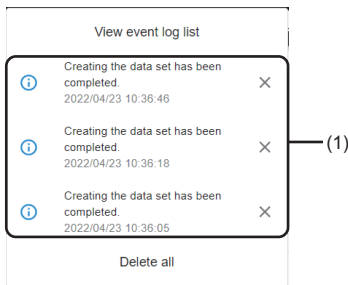 View event log list
Creating the data set has been
completed.
2022/04/23 10:36:46
(1)
Creating the data set has been
completed.
2022/04/23 10:36:18
Creating the data set has been
completed.
2022/04/23 10:36:05
Delete all